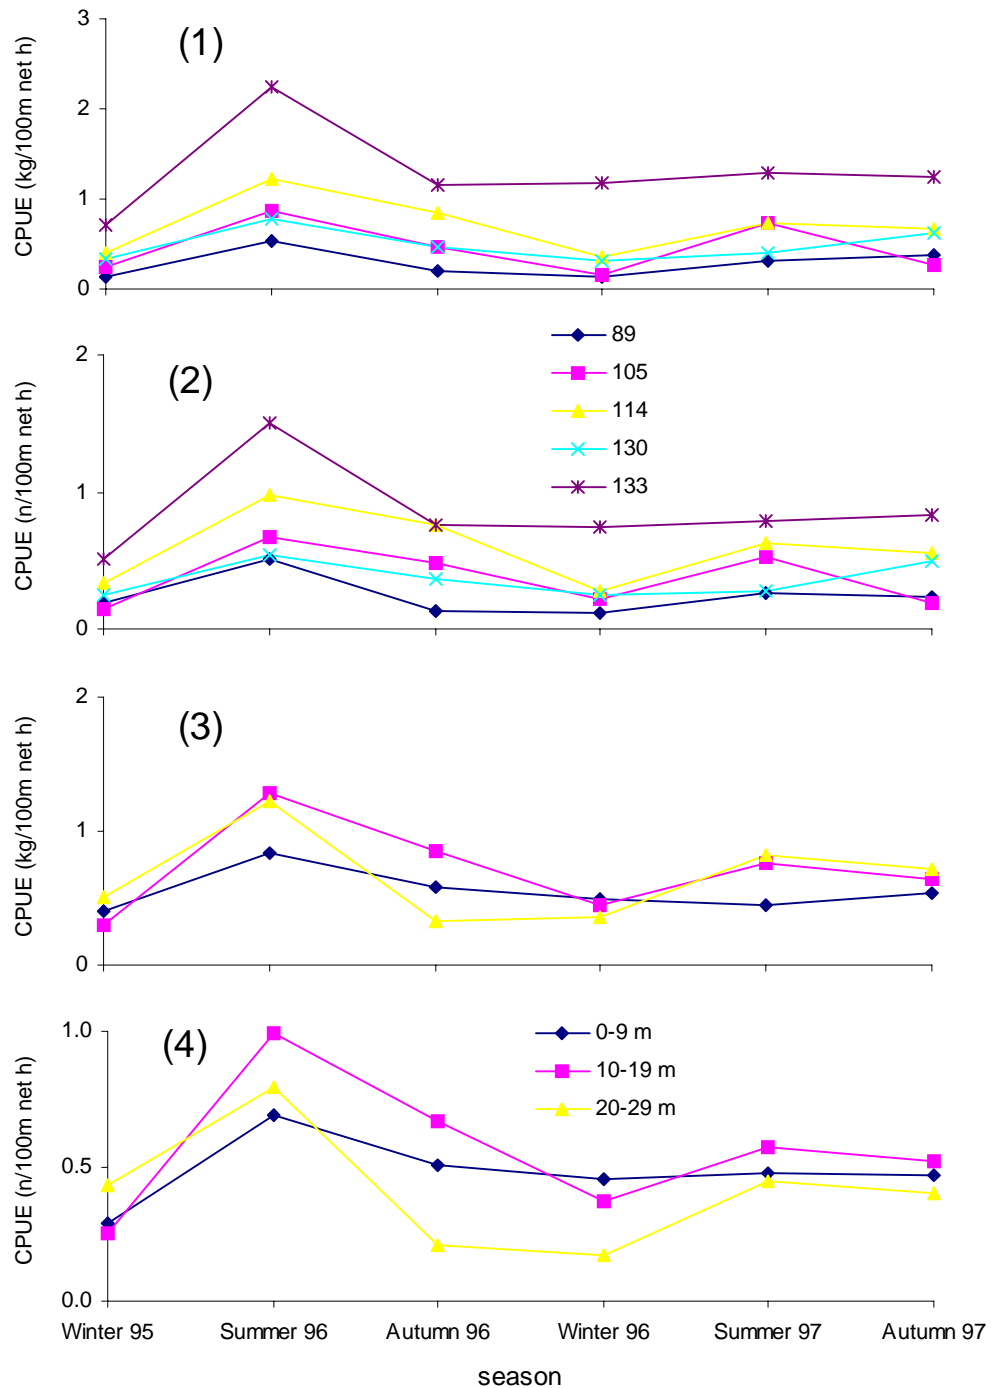 (1)
CPUE (kg/100m net h)
3
2
1
0
(2)
CPUE (n/100m net h)
2
1
0
89
105
114
130
133
(3)
CPUE (kg/100m net h)
2
1
0
(4)
CPUE (n/100m net h)
1.0
0.5
0.0
0-9 m
10-19 m
20-29 m
Winter 95 Summer 96 Autumn 96 Winter 96 Summer 97 Autumn 97
season